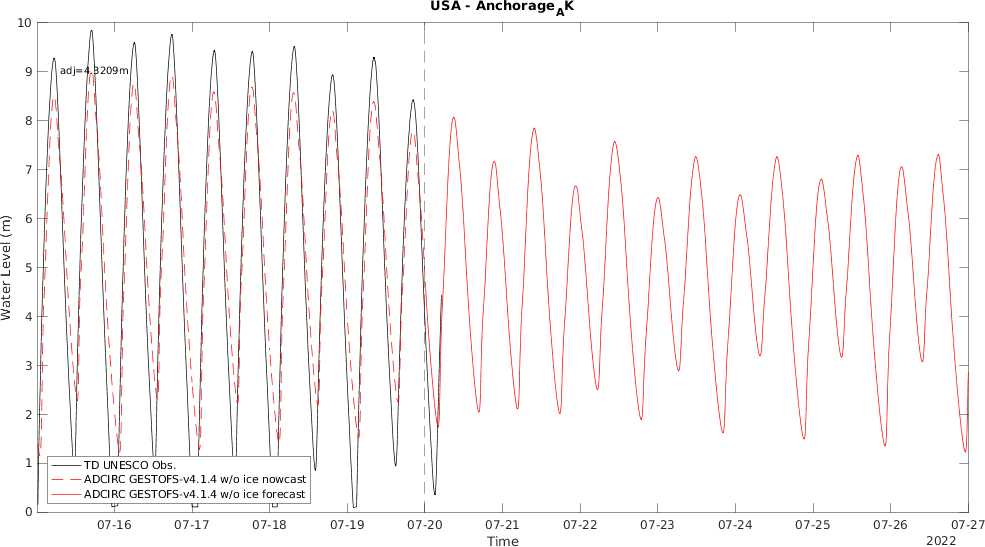 USA - Anchorage_AK
10
9
8
7
6
5
4
3
2
1
0
Water Level (m)
adj=4.3209m
TD UNESCO Obs.
ADCIRC GESTOFS-v4.1.4 w/o ice nowcast
ADCIRC GESTOFS-v4.1.4 w/o ice forecast
07-16 07-17 07-18 07-19 07-20 07-21 07-22 07-23 07-24 07-25 07-26 07-27
Time
2022